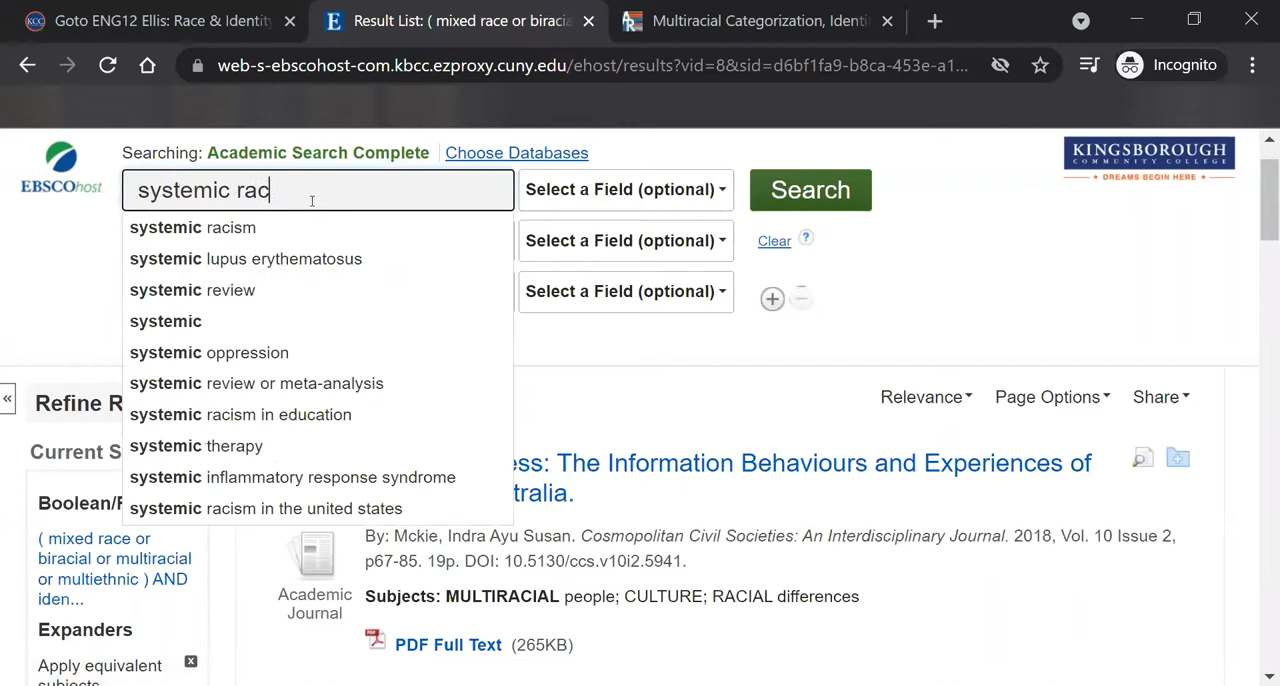 Goto ENG12 Ellis: Race & Identity
Result List: ( mixed race or biracia
Multiracial Categorization, Identi
web-s-ebscohost-com.kbcc.ezproxy.cuny.edu/ehost/results?vid=8&sid=d6bf1fa9-b8ca-453e-a1...
Incognito
EBSCOhost
Searching: Academic Search Complete
Choose Databases
KINGSBOROUGH
COMMUNITY COLLEGE
DREAMS BEGIN HERE
systemic rac
Select a Field (optional)
Search
systemic racism
Select a Field (optional)
Clear
?
systemic lupus erythematosus
systemic review
Select a Field (optional)
systemic
systemic oppression
systemic review or meta-analysis
systemic racism in education
systemic therapy
systemic inflammatory response syndrome
systemic racism in the united states
«
Refine R
Relevance
Page Options
Share
Current S
ess: The Information Behaviours and Experiences of
tralia.
Boolean/
( mixed race or
biracial or multiracial
or multiethnic ) AND
iden...
Expanders
Apply equivalent
By: Mckie, Indra Ayu Susan. Cosmopolitan Civil Societies: An Interdisciplinary Journal. 2018, Vol. 10 Issue 2,
p67-85. 19p. DOI: 10.5130/ccs.v10i2.5941.
Academic
Journal
Subjects: MULTIRACIAL people; CULTURE; RACIAL differences
PDF Full Text (265KB)